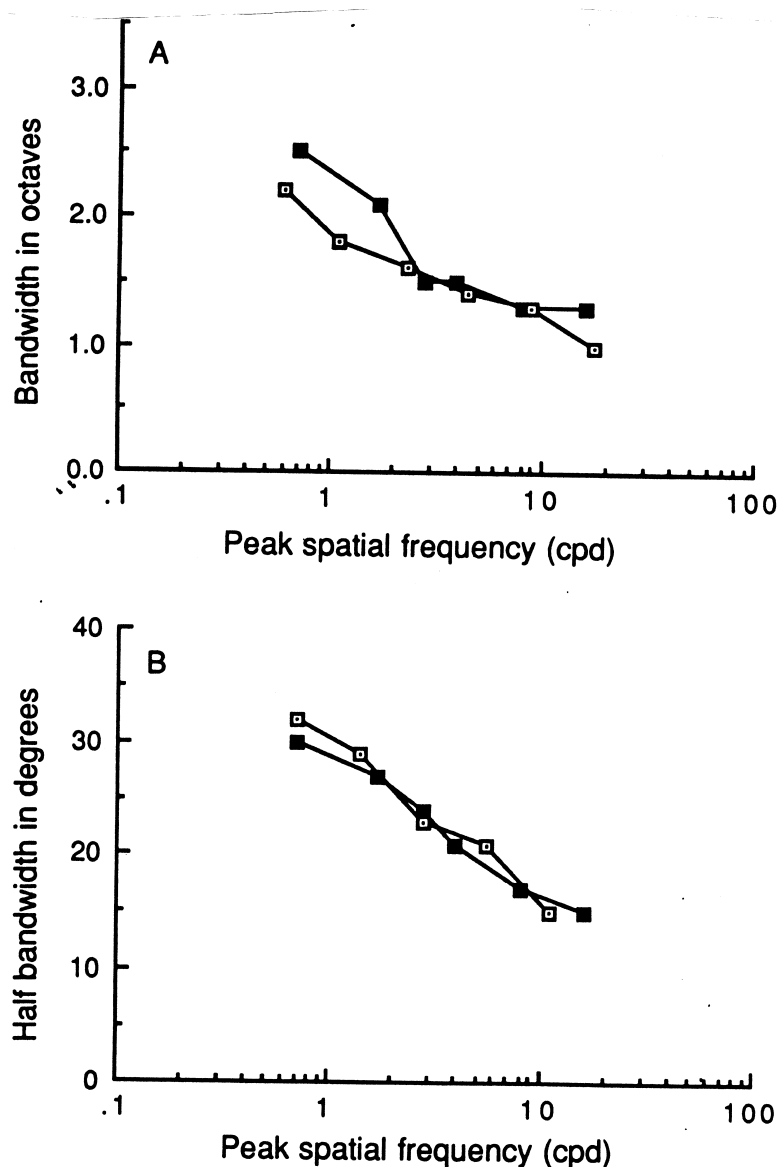 A
3.0
2.0
1.0
0.0
Bandwidth in octaves
.1 1 10 100
Peak spatial frequency (cpd)
B
40
30
20
10
0
Half bandwidth in degrees
.1 1 10 100
Peak spatial frequency (cpd)